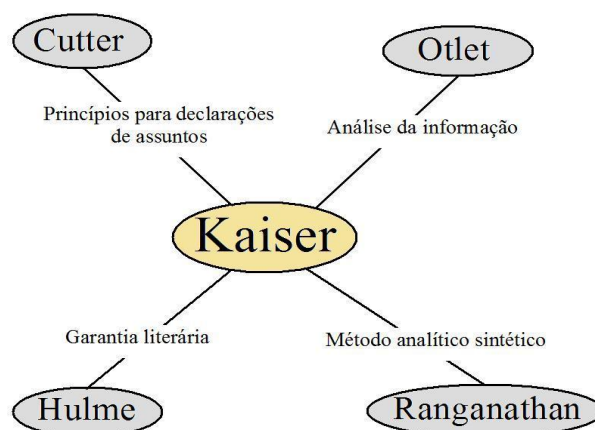 Cutter
Otlet
Princípios para declarações
de assuntos
Análise da informação
Kaiser
Garantia literária
Método analítico sintético
Hulme
Ranganathan